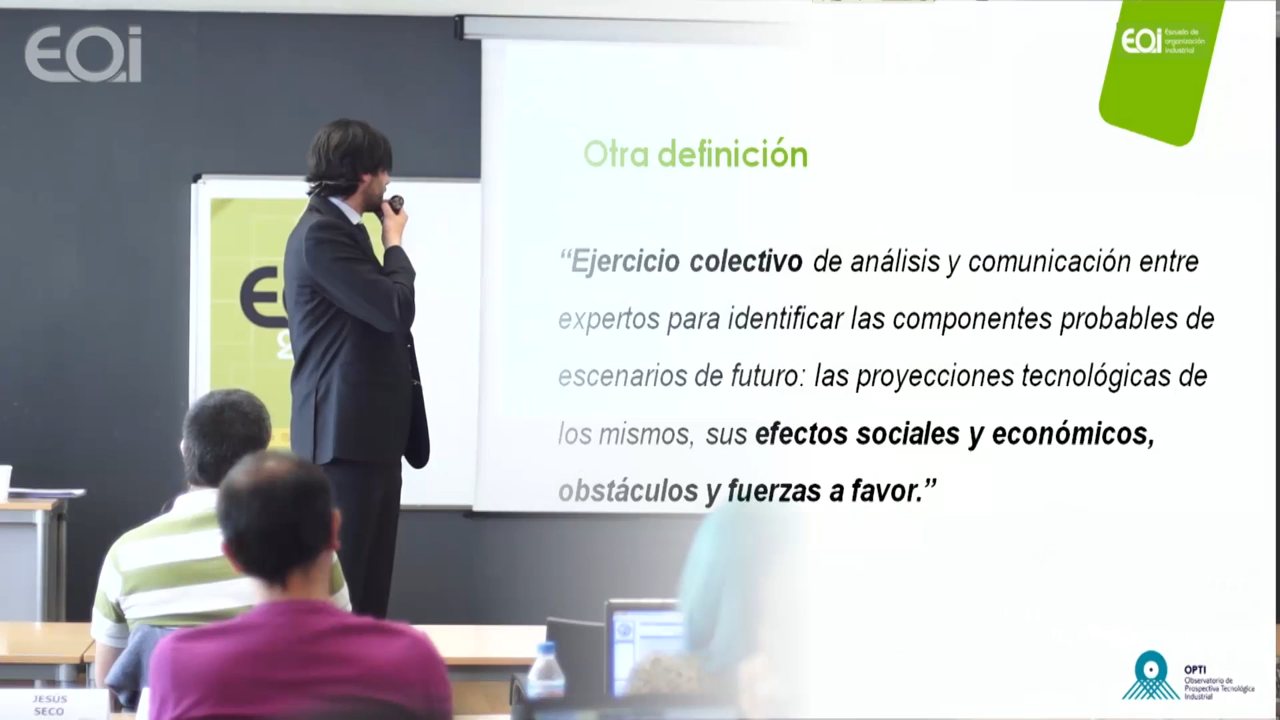 EOi
EOi Escuela de
organización
industrial
Otra definición
“Ejercicio colectivo de análisis y comunicación entre
expertos para identificar las componentes probables de
escenarios de futuro: las proyecciones tecnológicas de
los mismos, sus efectos sociales y económicos,
obstáculos y fuerzas a favor.”
OPTI
Observatorio de
Prospectiva Tecnológica
Industrial
JESÚS
SECO